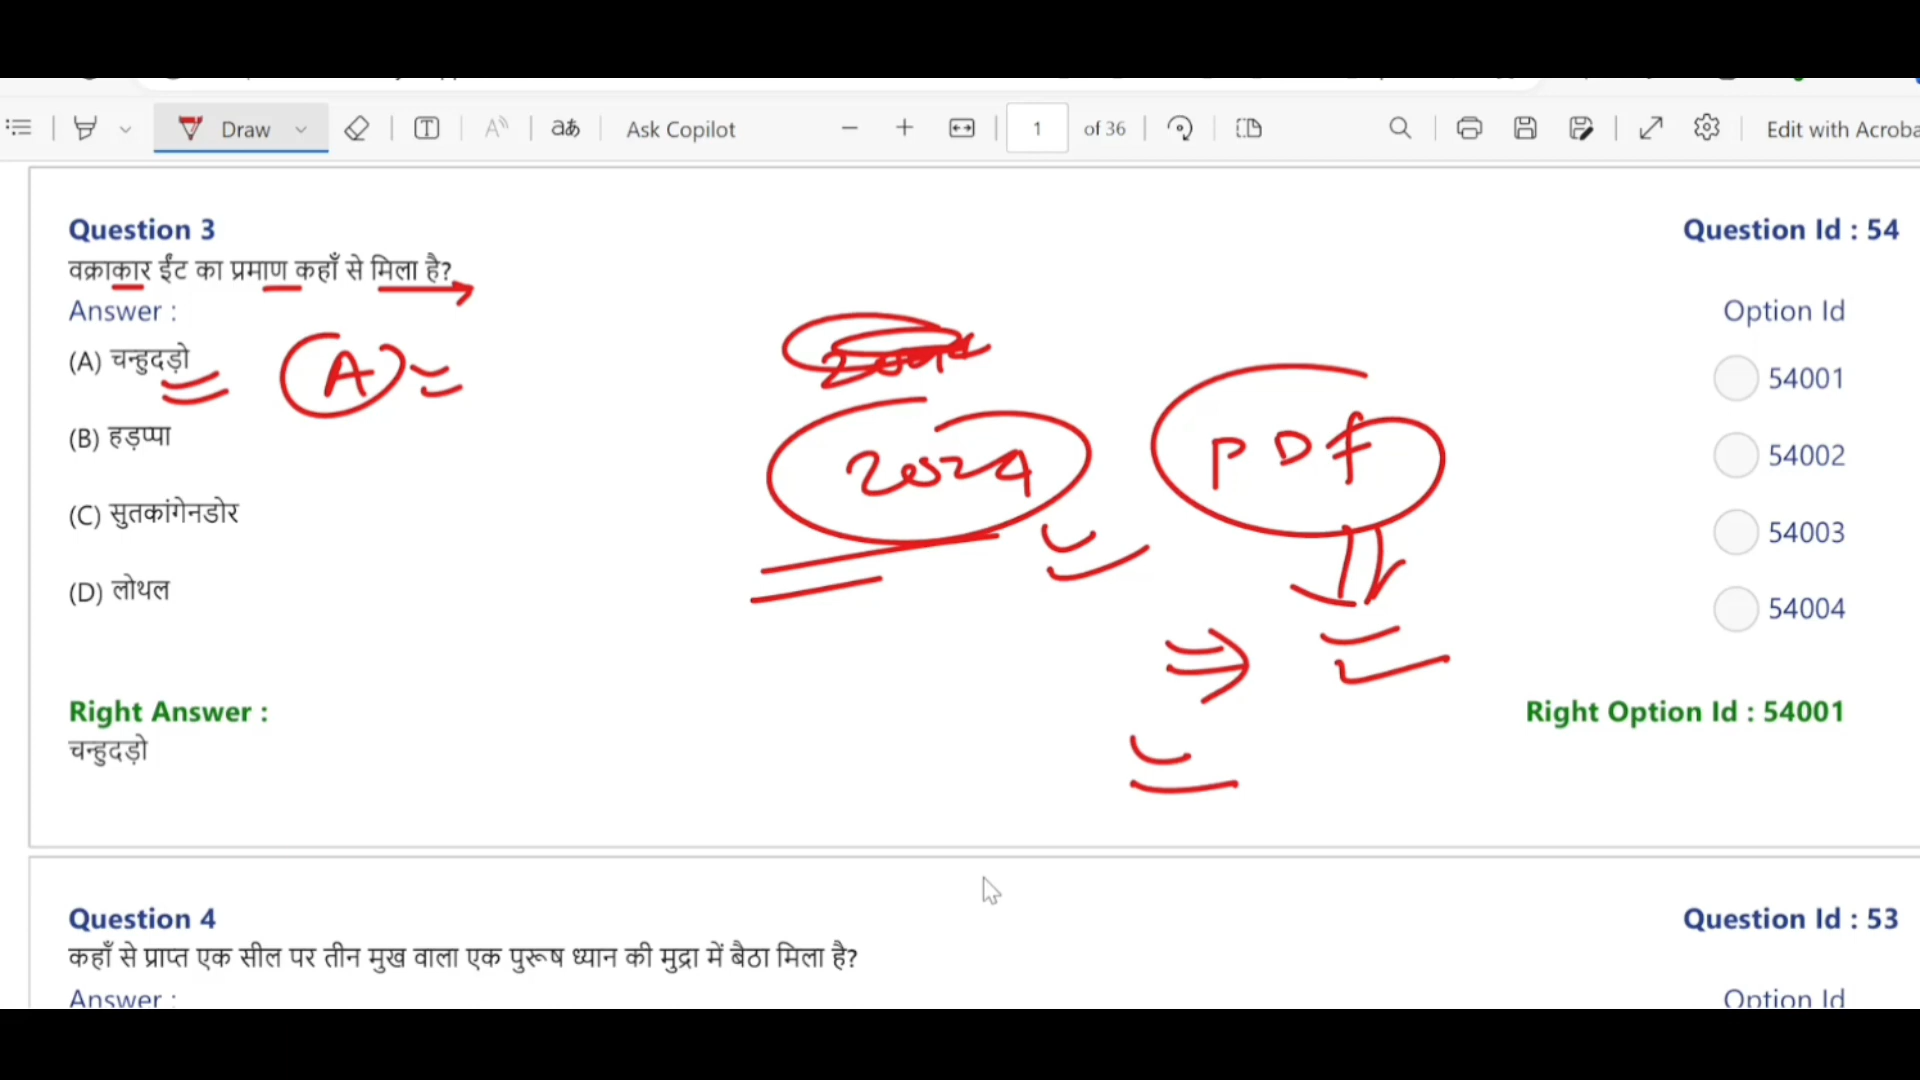 Draw aあ Ask Copilot 1 of 36 Edit with Acroba
Question 3 Question Id : 54
वक्राकार ईंट का प्रमाण कहाँ से मिला है?
Answer : Option Id
(A) चन्हुदड़ो A 54001
(B) हड़प्पा 54002
2024 PDf
(C) सुतकांगेनडोर 54003
(D) लोथल 54004
Right Answer : Right Option Id : 54001
चन्हुदड़ो
Question 4 Question Id : 53
कहाँ से प्राप्त एक सील पर तीन मुख वाला एक पुरूष ध्यान की मुद्रा में बैठा मिला है?
Answer : Option Id